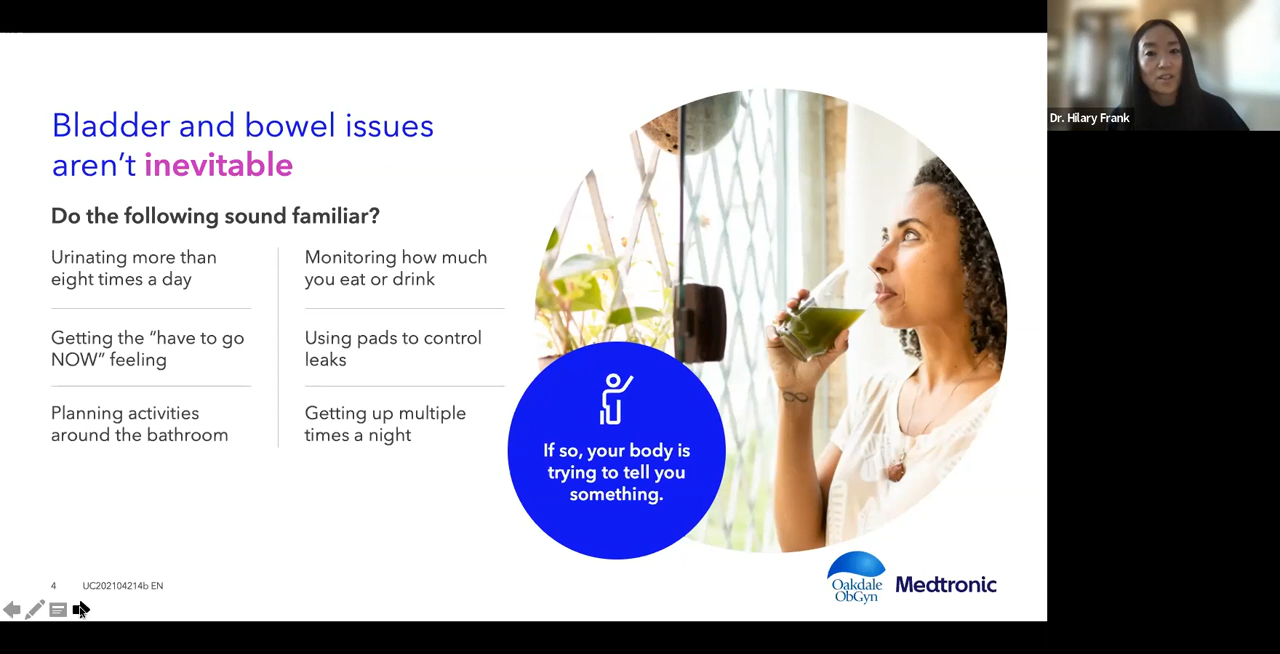 Bladder and bowel issues
aren't inevitable
Do the following sound familiar?
Urinating more than
eight times a day
Monitoring how much
you eat or drink
Getting the "have to go
NOW" feeling
Using pads to control
leaks
Planning activities
around the bathroom
Getting up multiple
times a night
If so, your body is
trying to tell you
something.
Oakdale
ObGyn
Medtronic
4
UC202104214b EN
Dr. Hilary Frank